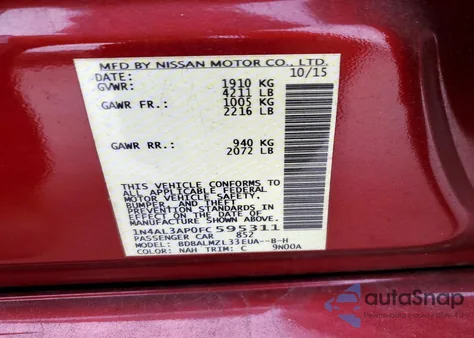 MFD BY NISSAN MOTOR CO., LTD.
DATE: 10/15
GVWR: 1910 KG
4211 LB
GAWR FR.: 1005 KG
2216 LB
GAWR RR.: 940 KG
2072 LB
THIS VEHICLE CONFORMS TO
ALL APPLICABLE FEDERAL
MOTOR VEHICLE SAFETY,
BUMPER, AND THEFT
STANDARDS IN EFFECT ON
THE DATE OF MANUFACTURE
1N4AL3AP0FC595311
PASSENGER CAR 852
MODEL: BDBALMZL33EUA--B-H
COLOR: NAH TRIM: C 9N00A
autoSnap